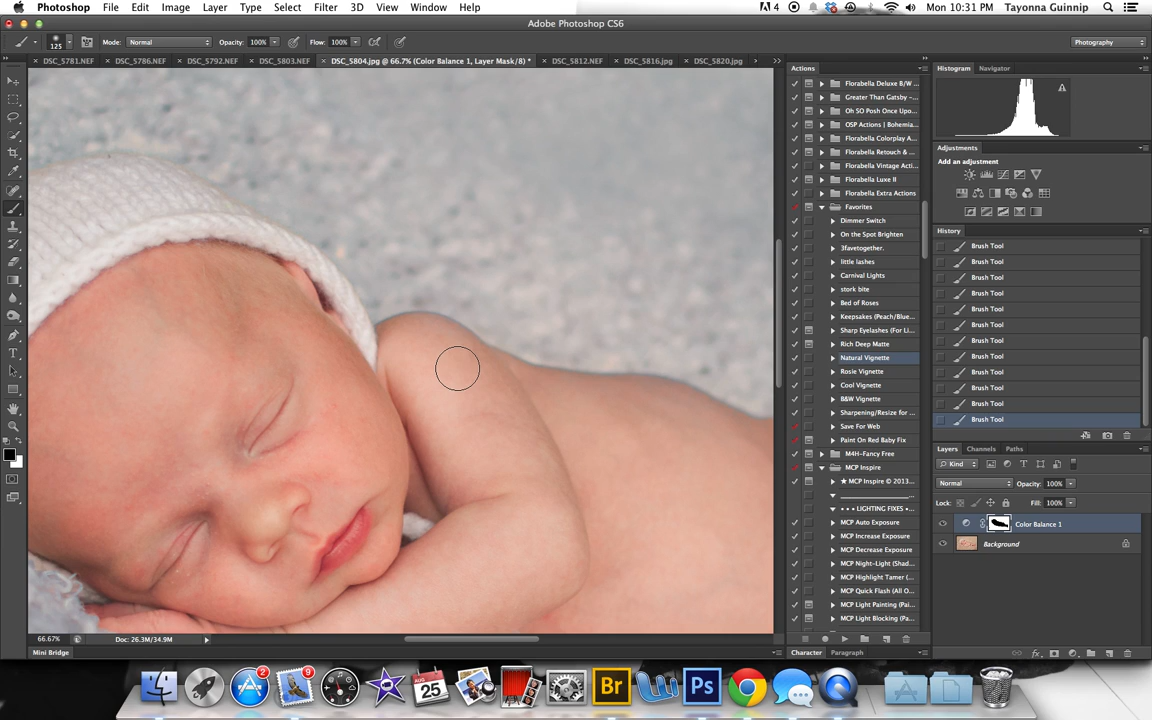 Photoshop File Edit Image Layer Type Select Filter 3D View Window Help 4 Mon 10:31 PM Tayonna Guinnip
Adobe Photoshop CS6
125 Mode: Normal Opacity: 100% Flow: 100% Photography
DSC_5781.NEF DSC_5786.NEF DSC_5792.NEF DSC_5803.NEF DSC_5804.jpg @ 66.7% (Color Balance 1, Layer Mask/8) * DSC_5812.NEF DSC_5816.jpg DSC_5820.jpg
Actions
Florabella Deluxe B/W ...
Greater Than Gatsby -...
Oh SO Posh Once Upo...
OSP Actions | Bohemia...
Florabella Colorplay A...
Florabella Retouch & ...
Florabella Vintage Acti...
Florabella Luxe II
Florabella Extra Actions
Favorites
Dimmer Switch
On the Spot Brighten
3favetogether.
little lashes
Carnival Lights
stork bite
Bed of Roses
Keepsakes (Peach/Blue...
Sharp Eyelashes (For Li...
Rich Deep Matte
Natural Vignette
Rosie Vignette
Cool Vignette
B&W Vignette
Sharpening/Resize for ...
Save For Web
Paint On Red Baby Fix
M4H-Fancy Free
MCP Inspire
★ MCP Inspire © 2013...
• • • LIGHTING FIXES •...
MCP Auto Exposure
MCP Increase Exposure
MCP Decrease Exposure
MCP Night-Light (Shad...
MCP Highlight Tamer (...
MCP Quick Flash (All O...
MCP Light Painting (Pai...
MCP Light Blocking (Pa...
Character Paragraph
Histogram Navigator
Adjustments
Add an adjustment
History
Brush Tool
Brush Tool
Brush Tool
Brush Tool
Brush Tool
Brush Tool
Brush Tool
Brush Tool
Brush Tool
Brush Tool
Brush Tool
Brush Tool
Layers Channels Paths
Kind
Normal Opacity: 100%
Lock: Fill: 100%
Color Balance 1
Background
66.67% Doc: 26.3M/34.9M
Mini Bridge
2
9
AUG
25
Br
Ps